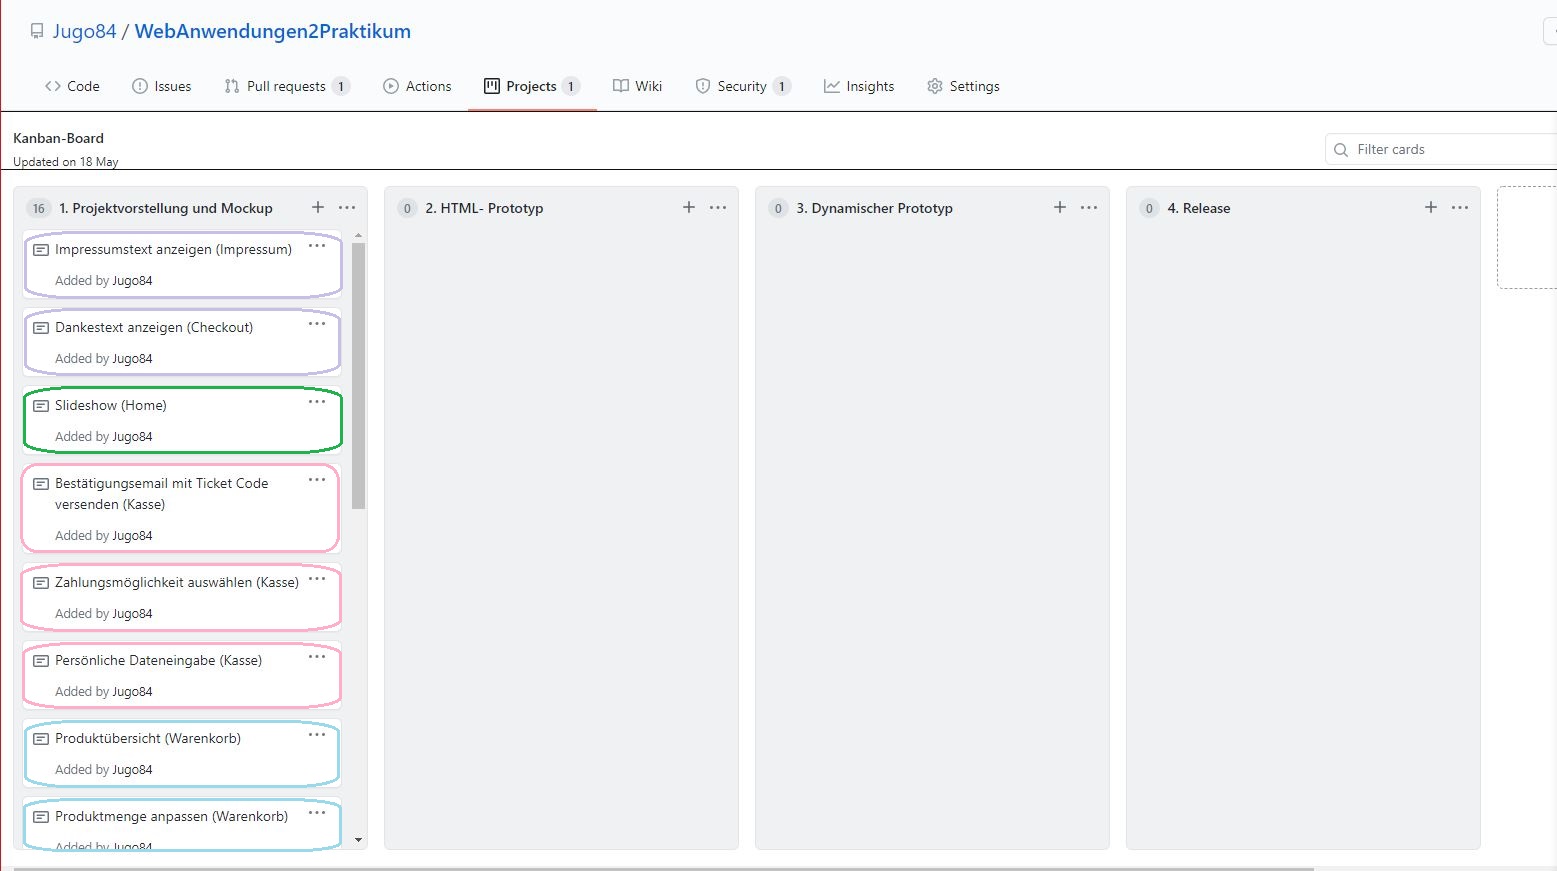 Jugo84 / WebAnwendungen2Praktikum
Code Issues Pull requests 1 Actions Projects 1 Wiki Security 1 Insights Settings
Kanban-Board
Updated on 18 May
Filter cards
16 1. Projektvorstellung und Mockup
Impressumstext anzeigen (Impressum)
Added by Jugo84
Dankestext anzeigen (Checkout)
Added by Jugo84
Slideshow (Home)
Added by Jugo84
Bestätigungsemail mit Ticket Code
versenden (Kasse)
Added by Jugo84
Zahlungsmöglichkeit auswählen (Kasse)
Added by Jugo84
Persönliche Dateneingabe (Kasse)
Added by Jugo84
Produktübersicht (Warenkorb)
Added by Jugo84
Produktmenge anpassen (Warenkorb)
Added by Jugo84
0 2. HTML- Prototyp
0 3. Dynamischer Prototyp
0 4. Release